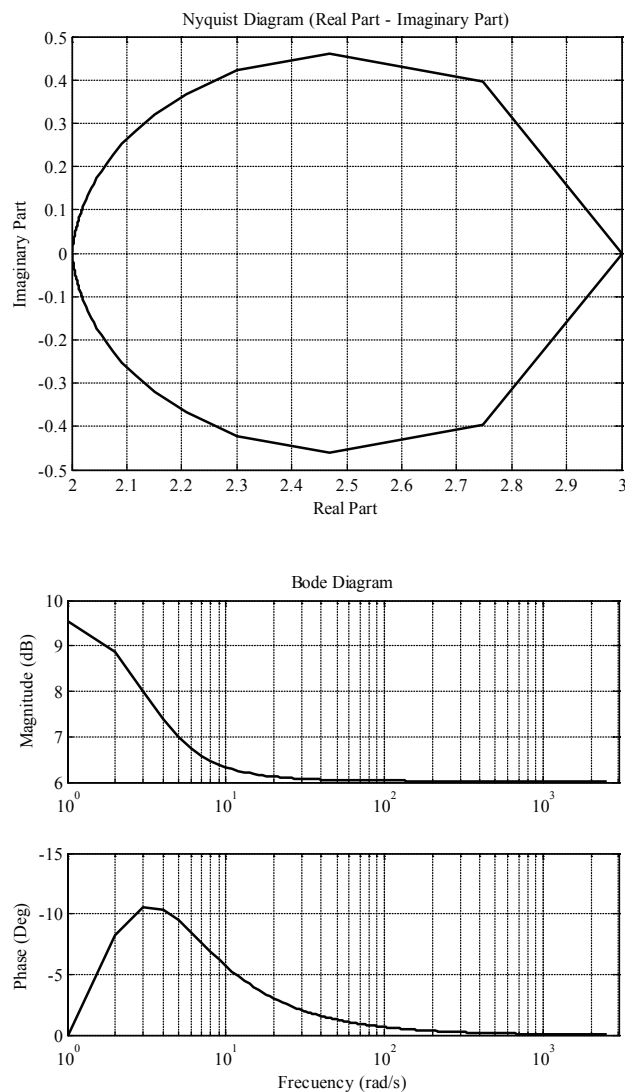 Nyquist Diagram (Real Part - Imaginary Part)
0.5
0.4
0.3
0.2
0.1
0
-0.1
-0.2
-0.3
-0.4
-0.5
Imaginary Part
2 2.1 2.2 2.3 2.4 2.5 2.6 2.7 2.8 2.9 3
Real Part
Bode Diagram
10
9
8
7
6
Magnitude (dB)
10^0 10^1 10^2 10^3
-15
-10
-5
0
Phase (Deg)
10^0 10^1 10^2 10^3
Frecuency (rad/s)